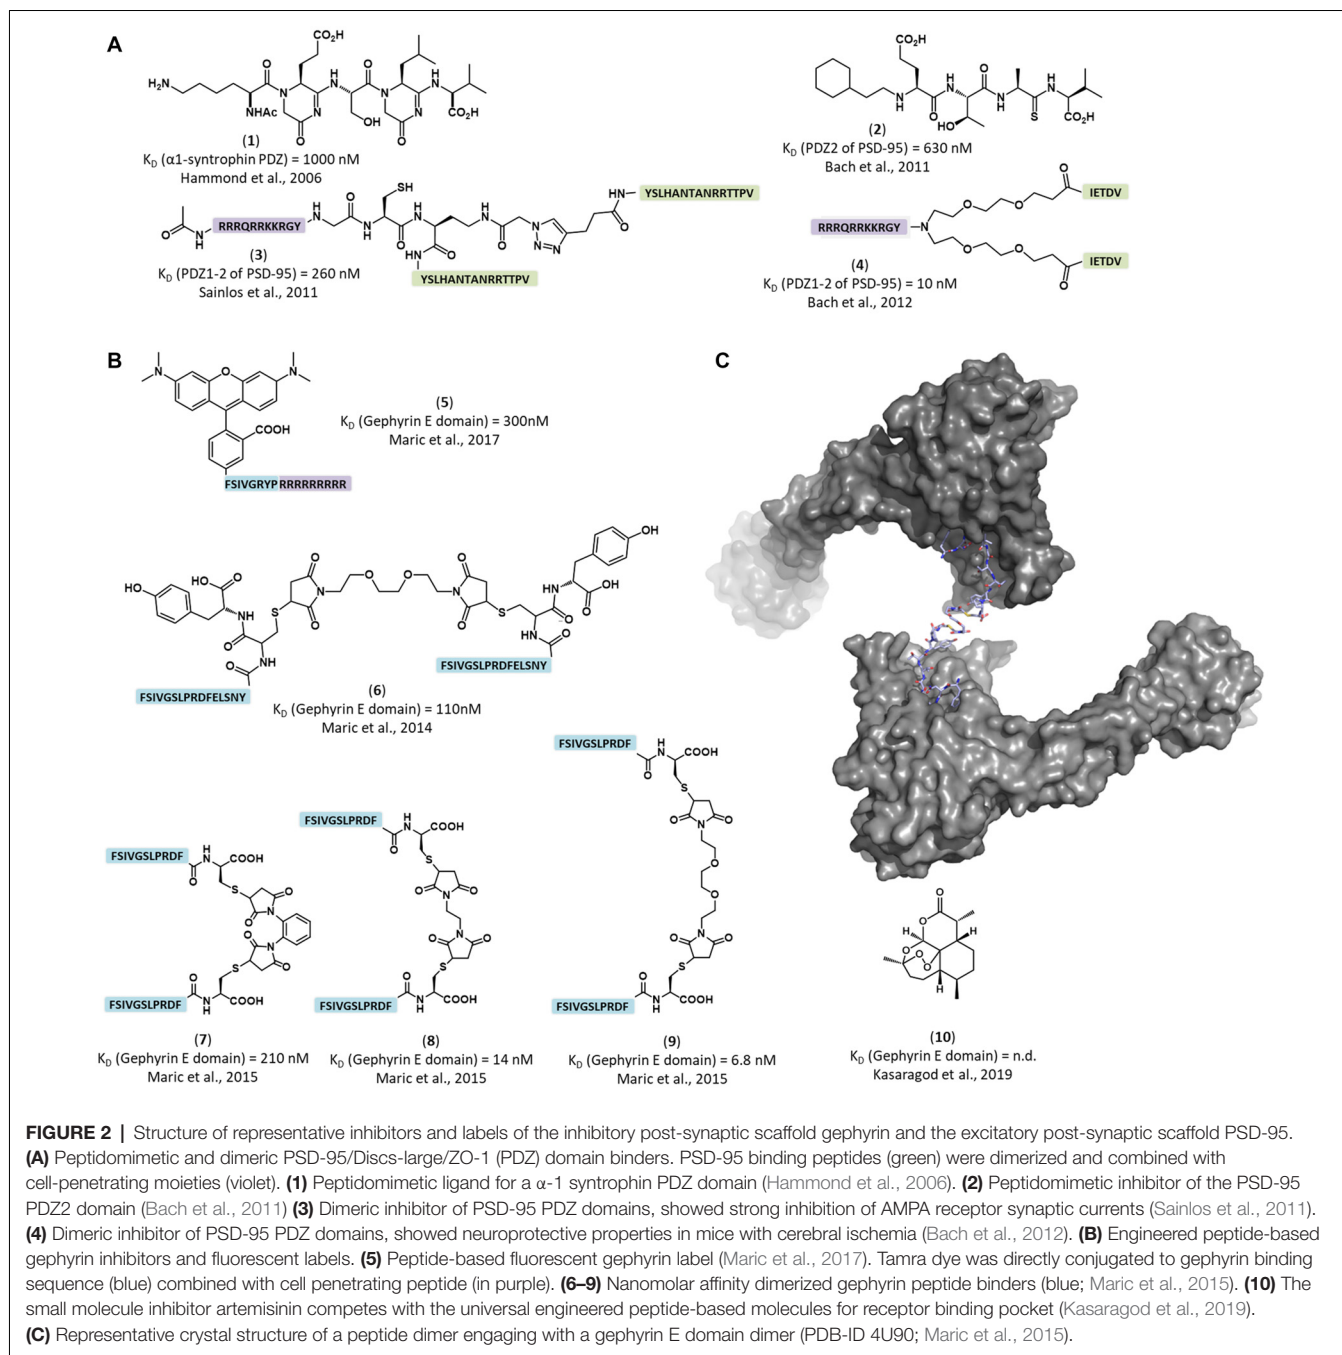 A
CO₂H
H₂N
O
N
H
N
O
N
H
N
O
NHAc
N
O
OH
N
O
CO₂H
(1)
K_D (α1-syntrophin PDZ) = 1000 nM
Hammond et al., 2006
CO₂H
N
H
O
H
N
O
N
H
H
N
S
HO
CO₂H
(2)
K_D (PDZ2 of PSD-95) = 630 nM
Bach et al., 2011
O
N
H
RRRQRRKKRGY
HN
O
N
H
SH
O
H
N
O
HN
H
N
O
N
N=N
HN
O
YSLHANTANRRTTPV
YSLHANTANRRTTPV
(3)
K_D (PDZ1-2 of PSD-95) = 260 nM
Sainlos et al., 2011
RRRQRRKKRGY
N
O
O
O
IETDV
O
O
O
IETDV
(4)
K_D (PDZ1-2 of PSD-95) = 10 nM
Bach et al., 2012
B
N
O
N
COOH
FSIVGRYP RRRRRRRRR
(5)
K_D (Gephyrin E domain) = 300nM
Maric et al., 2017
HO
HO
O
NH
O
NH
O
S
O
N
O
O
O
N
O
O
S
O
HN
O
HN
O
OH
OH
FSIVGSLPRDFELSNY
FSIVGSLPRDFELSNY
(6)
K_D (Gephyrin E domain) = 110nM
Maric et al., 2014
FSIVGSLPRDF
O
H
N
COOH
S
O
N
O
O
N
O
S
O
N
H
COOH
FSIVGSLPRDF
(7)
K_D (Gephyrin E domain) = 210 nM
Maric et al., 2015
FSIVGSLPRDF
O
H
N
COOH
S
O
N
O
O
N
O
S
O
N
H
COOH
FSIVGSLPRDF
(8)
K_D (Gephyrin E domain) = 14 nM
Maric et al., 2015
FSIVGSLPRDF
O
H
N
COOH
S
O
N
O
O
O
O
N
O
S
O
N
H
COOH
FSIVGSLPRDF
(9)
K_D (Gephyrin E domain) = 6.8 nM
Maric et al., 2015
C
O
O
H
H
O
O
O
H
(10)
K_D (Gephyrin E domain) = n.d.
Kasaragod et al., 2019
FIGURE 2 | Structure of representative inhibitors and labels of the inhibitory post-synaptic scaffold gephyrin and the excitatory post-synaptic scaffold PSD-95.
(A) Peptidomimetic and dimeric PSD-95/Discs-large/ZO-1 (PDZ) domain binders. PSD-95 binding peptides (green) were dimerized and combined with
cell-penetrating moieties (violet). (1) Peptidomimetic ligand for a α-1 syntrophin PDZ domain (Hammond et al., 2006). (2) Peptidomimetic inhibitor of the PSD-95
PDZ2 domain (Bach et al., 2011) (3) Dimeric inhibitor of PSD-95 PDZ domains, showed strong inhibition of AMPA receptor synaptic currents (Sainlos et al., 2011).
(4) Dimeric inhibitor of PSD-95 PDZ domains, showed neuroprotective properties in mice with cerebral ischemia (Bach et al., 2012). (B) Engineered peptide-based
gephyrin inhibitors and fluorescent labels. (5) Peptide-based fluorescent gephyrin label (Maric et al., 2017). Tamra dye was directly conjugated to gephyrin binding
sequence (blue) combined with cell penetrating peptide (in purple). (6–9) Nanomolar affinity dimerized gephyrin peptide binders (blue; Maric et al., 2015). (10) The
small molecule inhibitor artemisinin competes with the universal engineered peptide-based molecules for receptor binding pocket (Kasaragod et al., 2019).
(C) Representative crystal structure of a peptide dimer engaging with a gephyrin E domain dimer (PDB-ID 4U90; Maric et al., 2015).